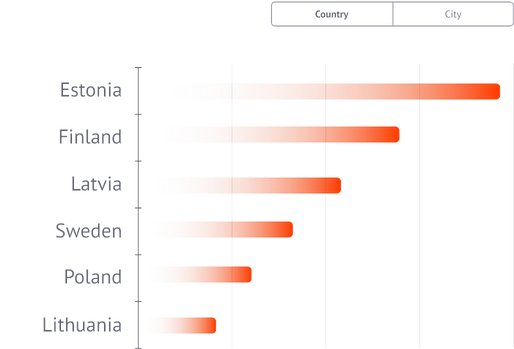 Country City
Estonia
Finland
Latvia
Sweden
Poland
Lithuania